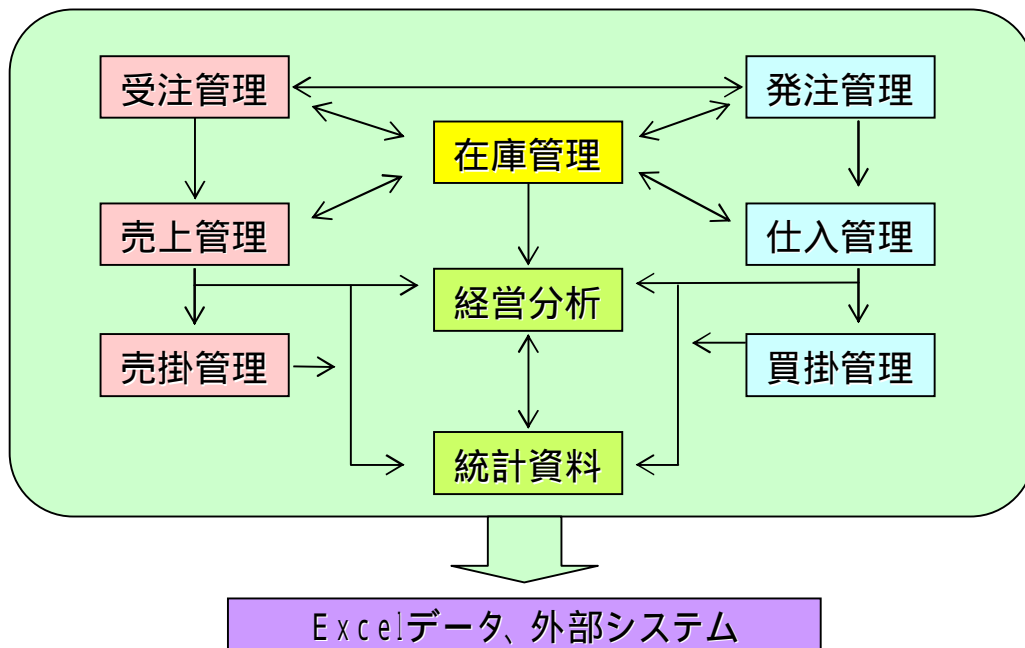 受注管理
発注管理
在庫管理
売上管理
仕入管理
経営分析
売掛管理
買掛管理
統計資料
Excelデータ、外部システム